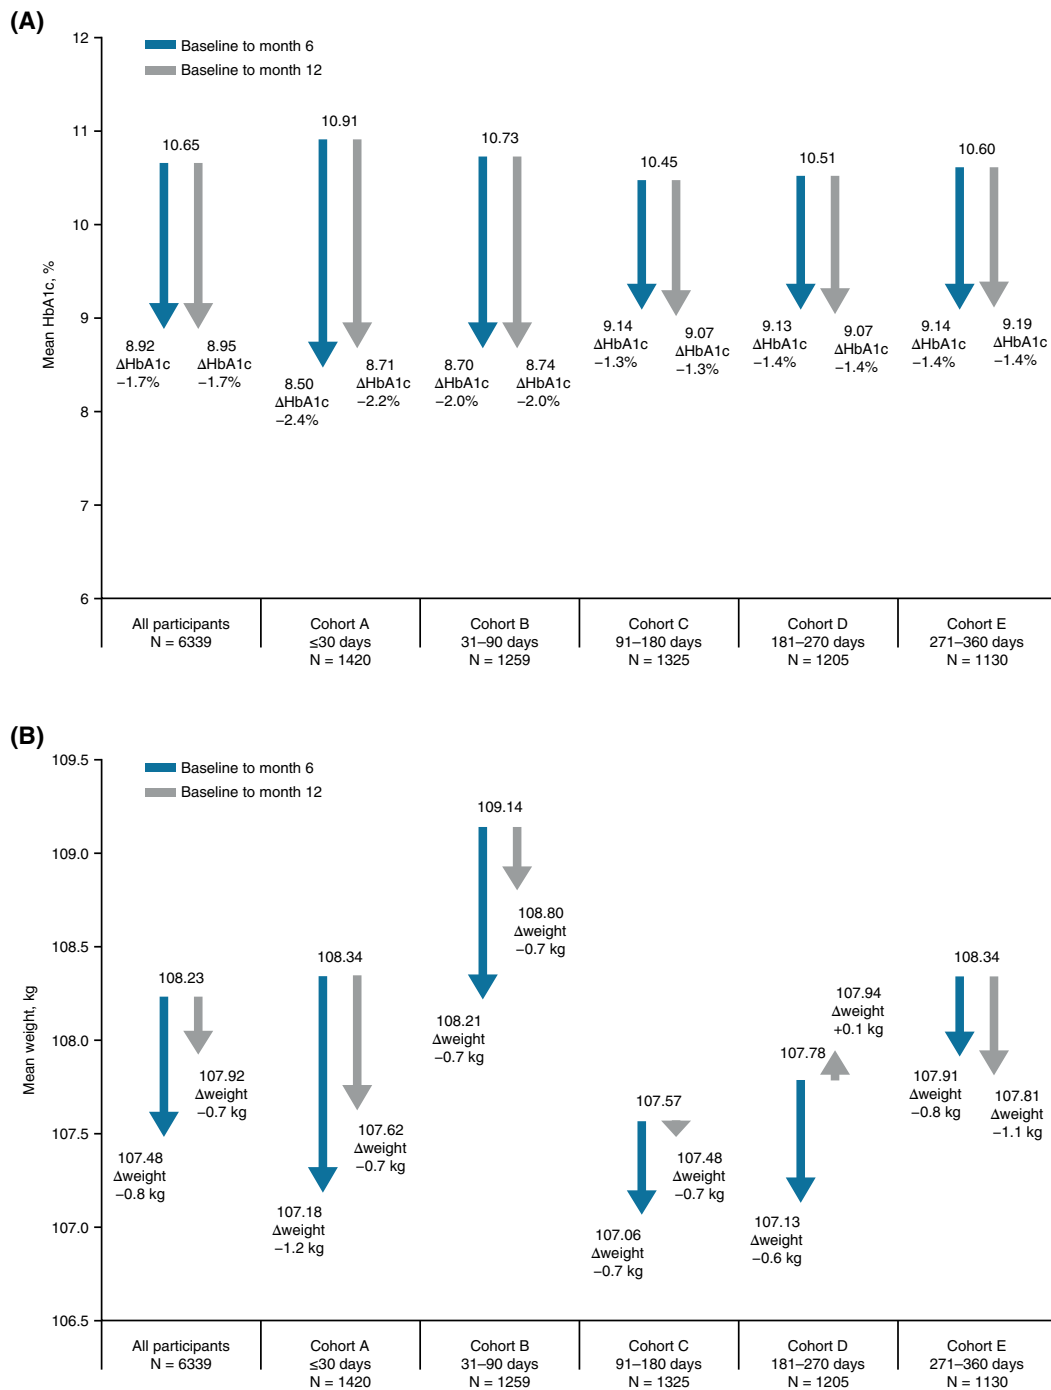 (A)
12
11
10
9
8
7
6
Mean HbA1c, %
Baseline to month 6
Baseline to month 12
10.65
8.92
ΔHbA1c
−1.7%
8.95
ΔHbA1c
−1.7%
10.91
8.50
ΔHbA1c
−2.4%
8.71
ΔHbA1c
−2.2%
10.73
8.70
ΔHbA1c
−2.0%
8.74
ΔHbA1c
−2.0%
10.45
9.14
ΔHbA1c
−1.3%
9.07
ΔHbA1c
−1.3%
10.51
9.13
ΔHbA1c
−1.4%
9.07
ΔHbA1c
−1.4%
10.60
9.14
ΔHbA1c
−1.4%
9.19
ΔHbA1c
−1.4%
All participants
N = 6339
Cohort A
≤30 days
N = 1420
Cohort B
31–90 days
N = 1259
Cohort C
91–180 days
N = 1325
Cohort D
181–270 days
N = 1205
Cohort E
271–360 days
N = 1130
(B)
109.5
109.0
108.5
108.0
107.5
107.0
106.5
Mean weight, kg
Baseline to month 6
Baseline to month 12
108.23
107.48
Δweight
−0.8 kg
107.92
Δweight
−0.7 kg
108.34
107.18
Δweight
−1.2 kg
107.62
Δweight
−0.7 kg
109.14
108.21
Δweight
−0.7 kg
108.80
Δweight
−0.7 kg
107.57
107.06
Δweight
−0.7 kg
107.48
Δweight
−0.7 kg
107.78
107.13
Δweight
−0.6 kg
107.94
Δweight
+0.1 kg
108.34
107.91
Δweight
−0.8 kg
107.81
Δweight
−1.1 kg
All participants
N = 6339
Cohort A
≤30 days
N = 1420
Cohort B
31–90 days
N = 1259
Cohort C
91–180 days
N = 1325
Cohort D
181–270 days
N = 1205
Cohort E
271–360 days
N = 1130